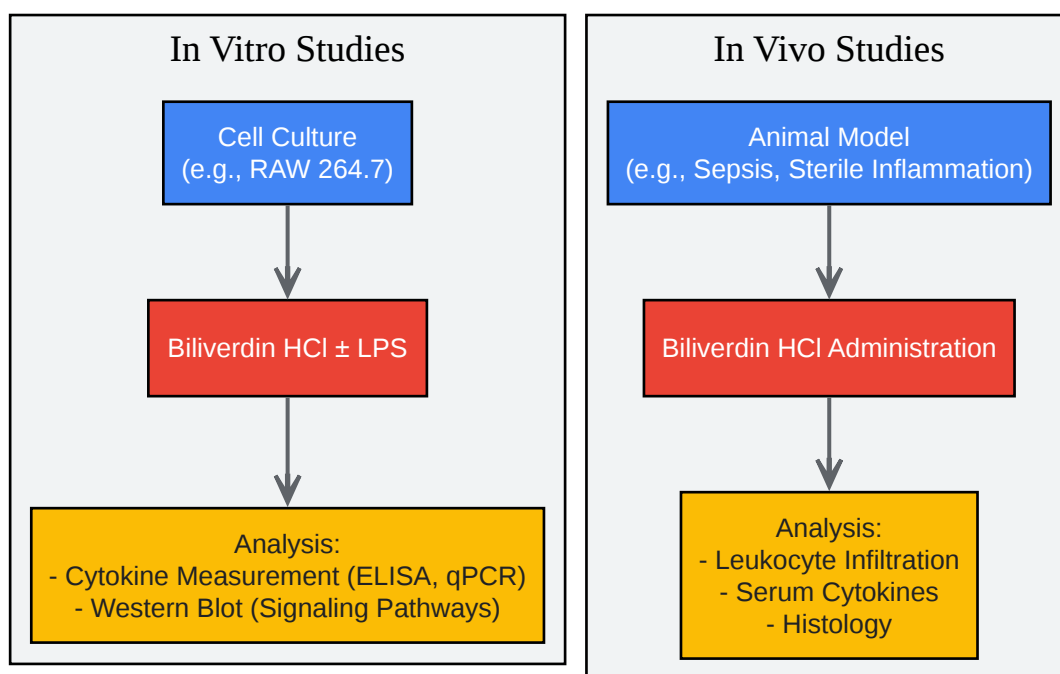 In Vitro Studies
Cell Culture
(e.g., RAW 264.7)
Biliverdin HCl ± LPS
Analysis:
- Cytokine Measurement (ELISA, qPCR)
- Western Blot (Signaling Pathways)
In Vivo Studies
Animal Model
(e.g., Sepsis, Sterile Inflammation)
Biliverdin HCl Administration
Analysis:
- Leukocyte Infiltration
- Serum Cytokines
- Histology